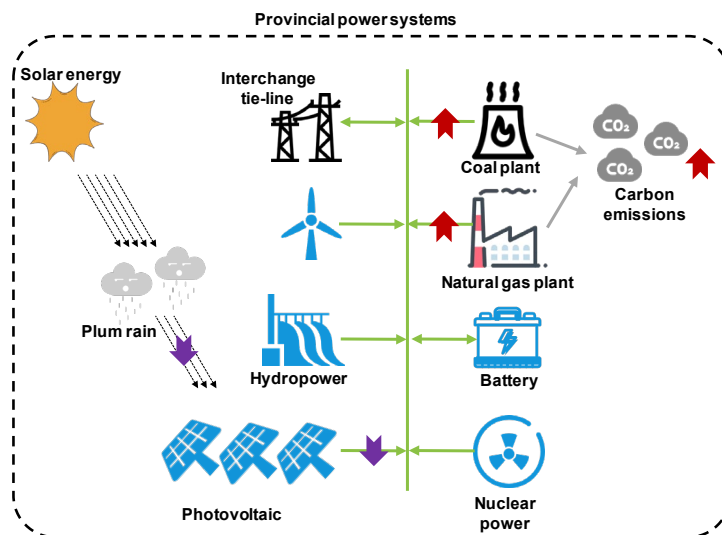 Provincial power systems
Solar energy
Interchange
tie-line
Coal plant
CO₂
CO₂
CO₂
Carbon
emissions
Natural gas plant
Plum rain
Hydropower
Battery
Photovoltaic
Nuclear
power